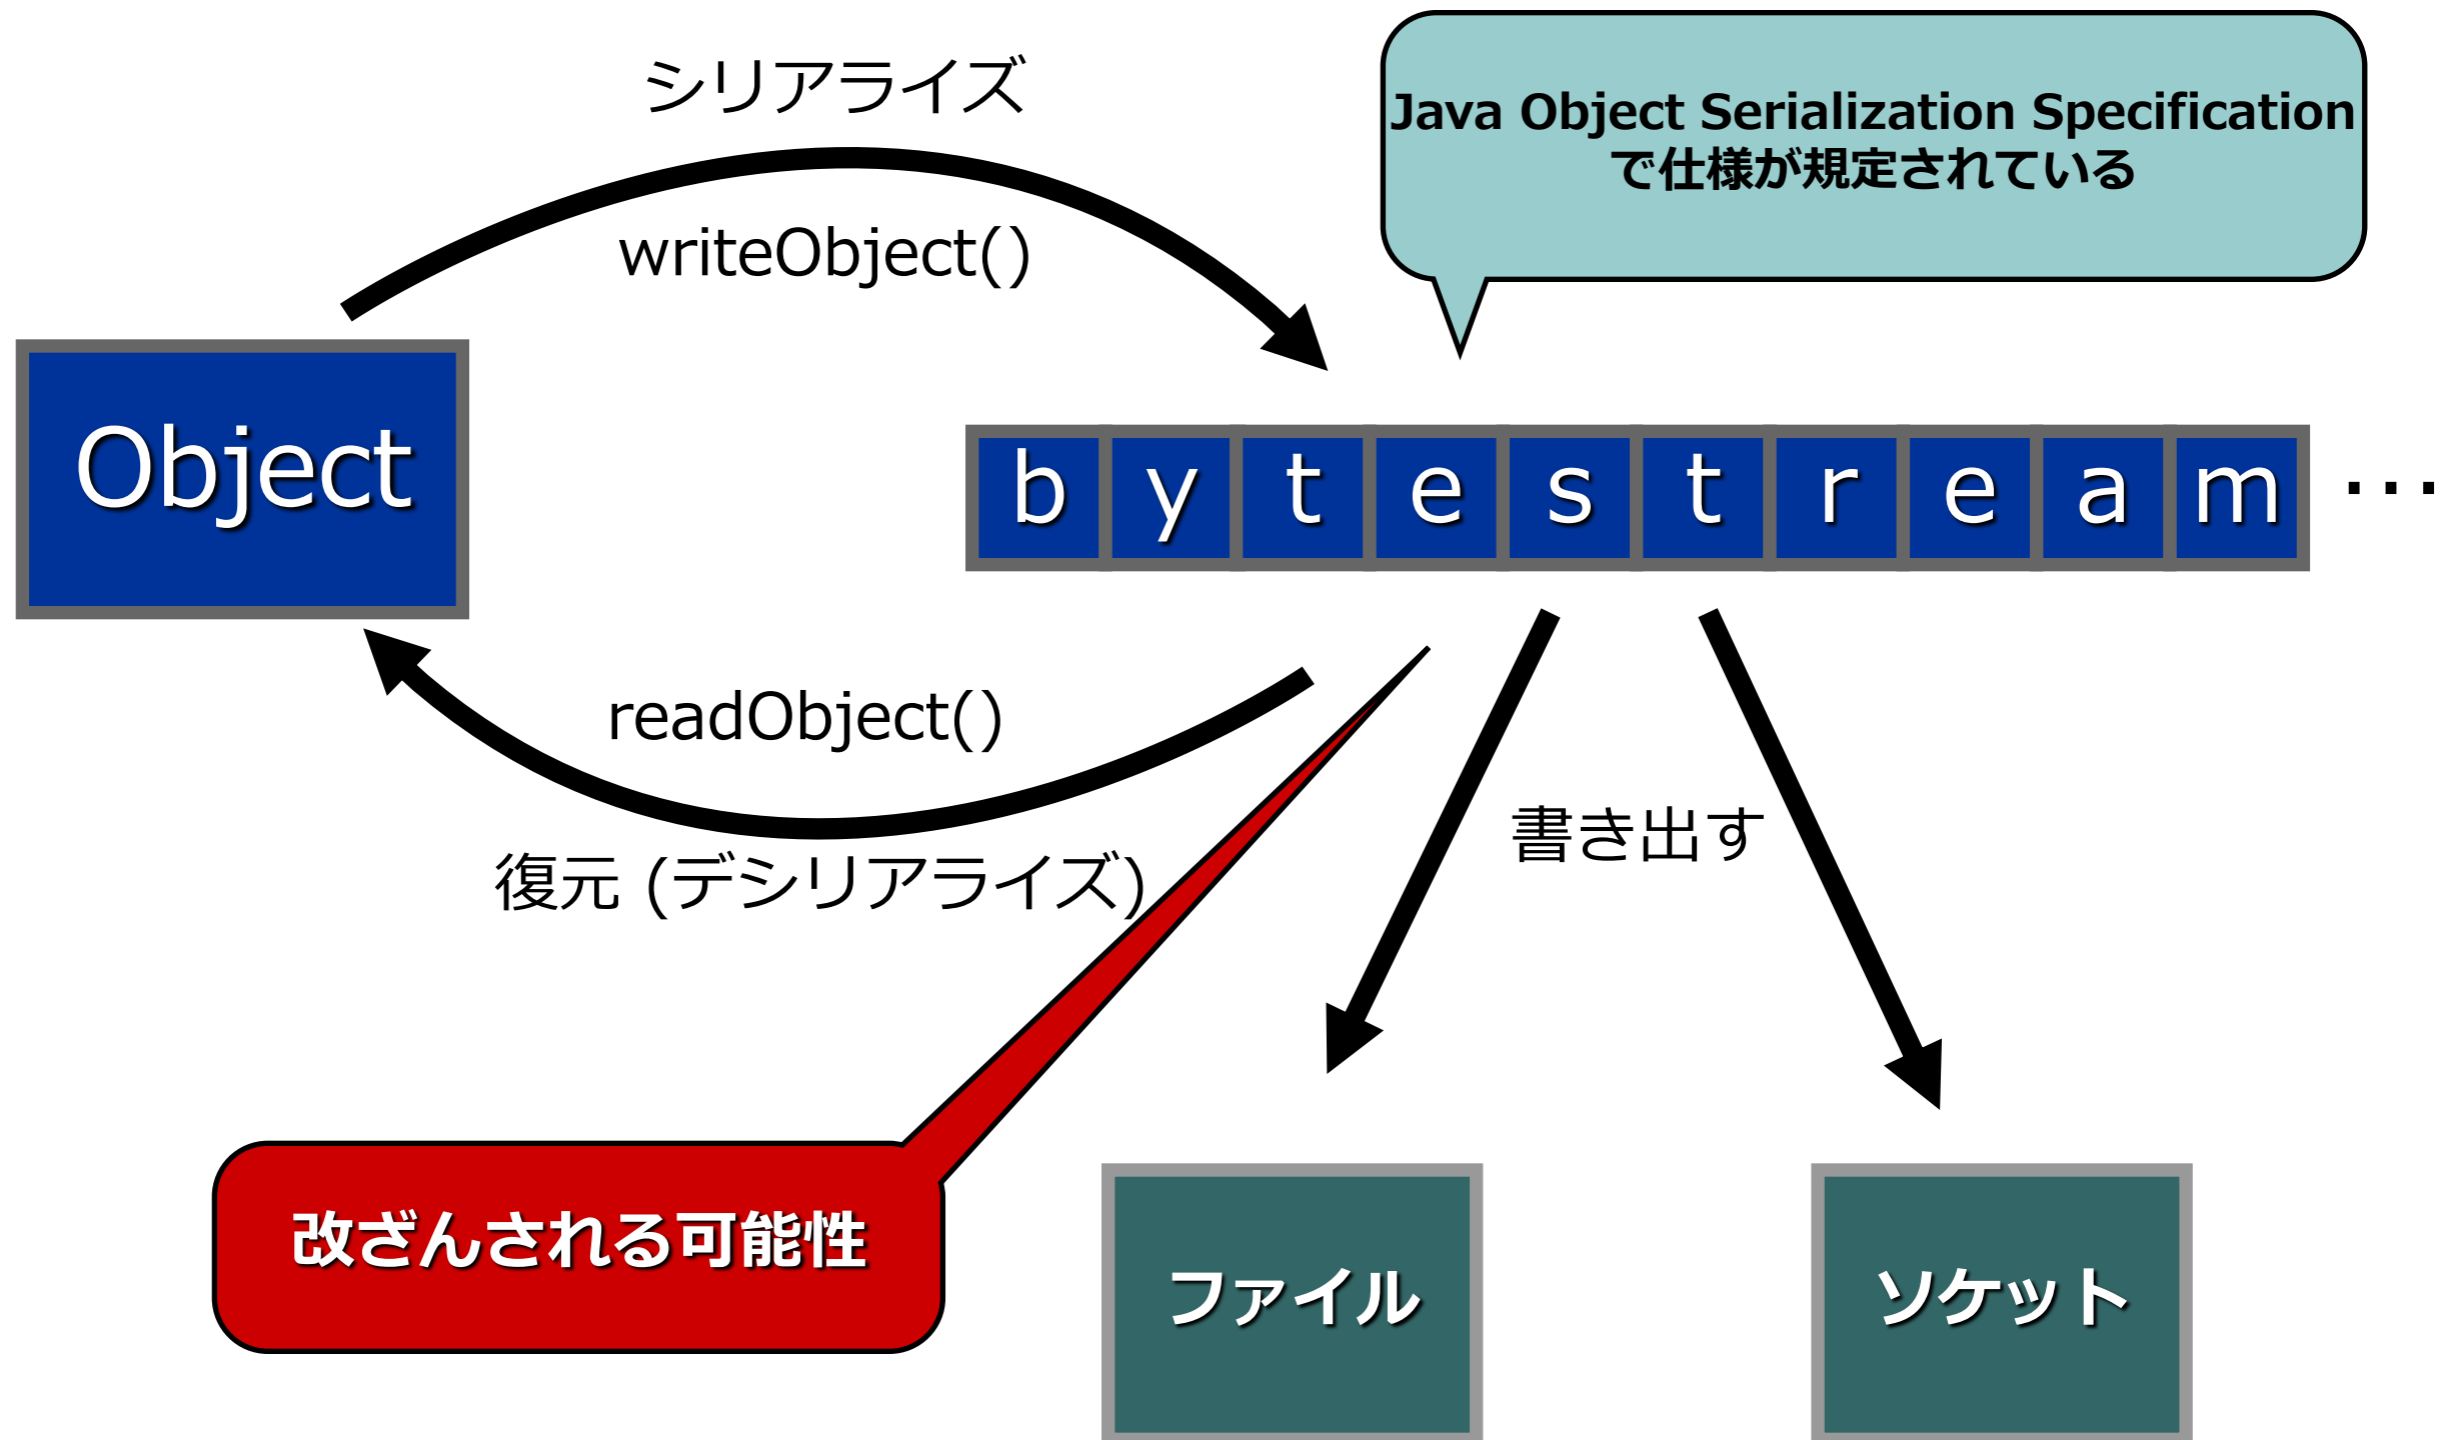 シリアライズ
Java Object Serialization Specification
で仕様が規定されている
writeObject()
Object
b y t e s t r e a m ...
readObject()
書き出す
復元 (デシリアライズ)
改ざんされる可能性
ファイル
ソケット